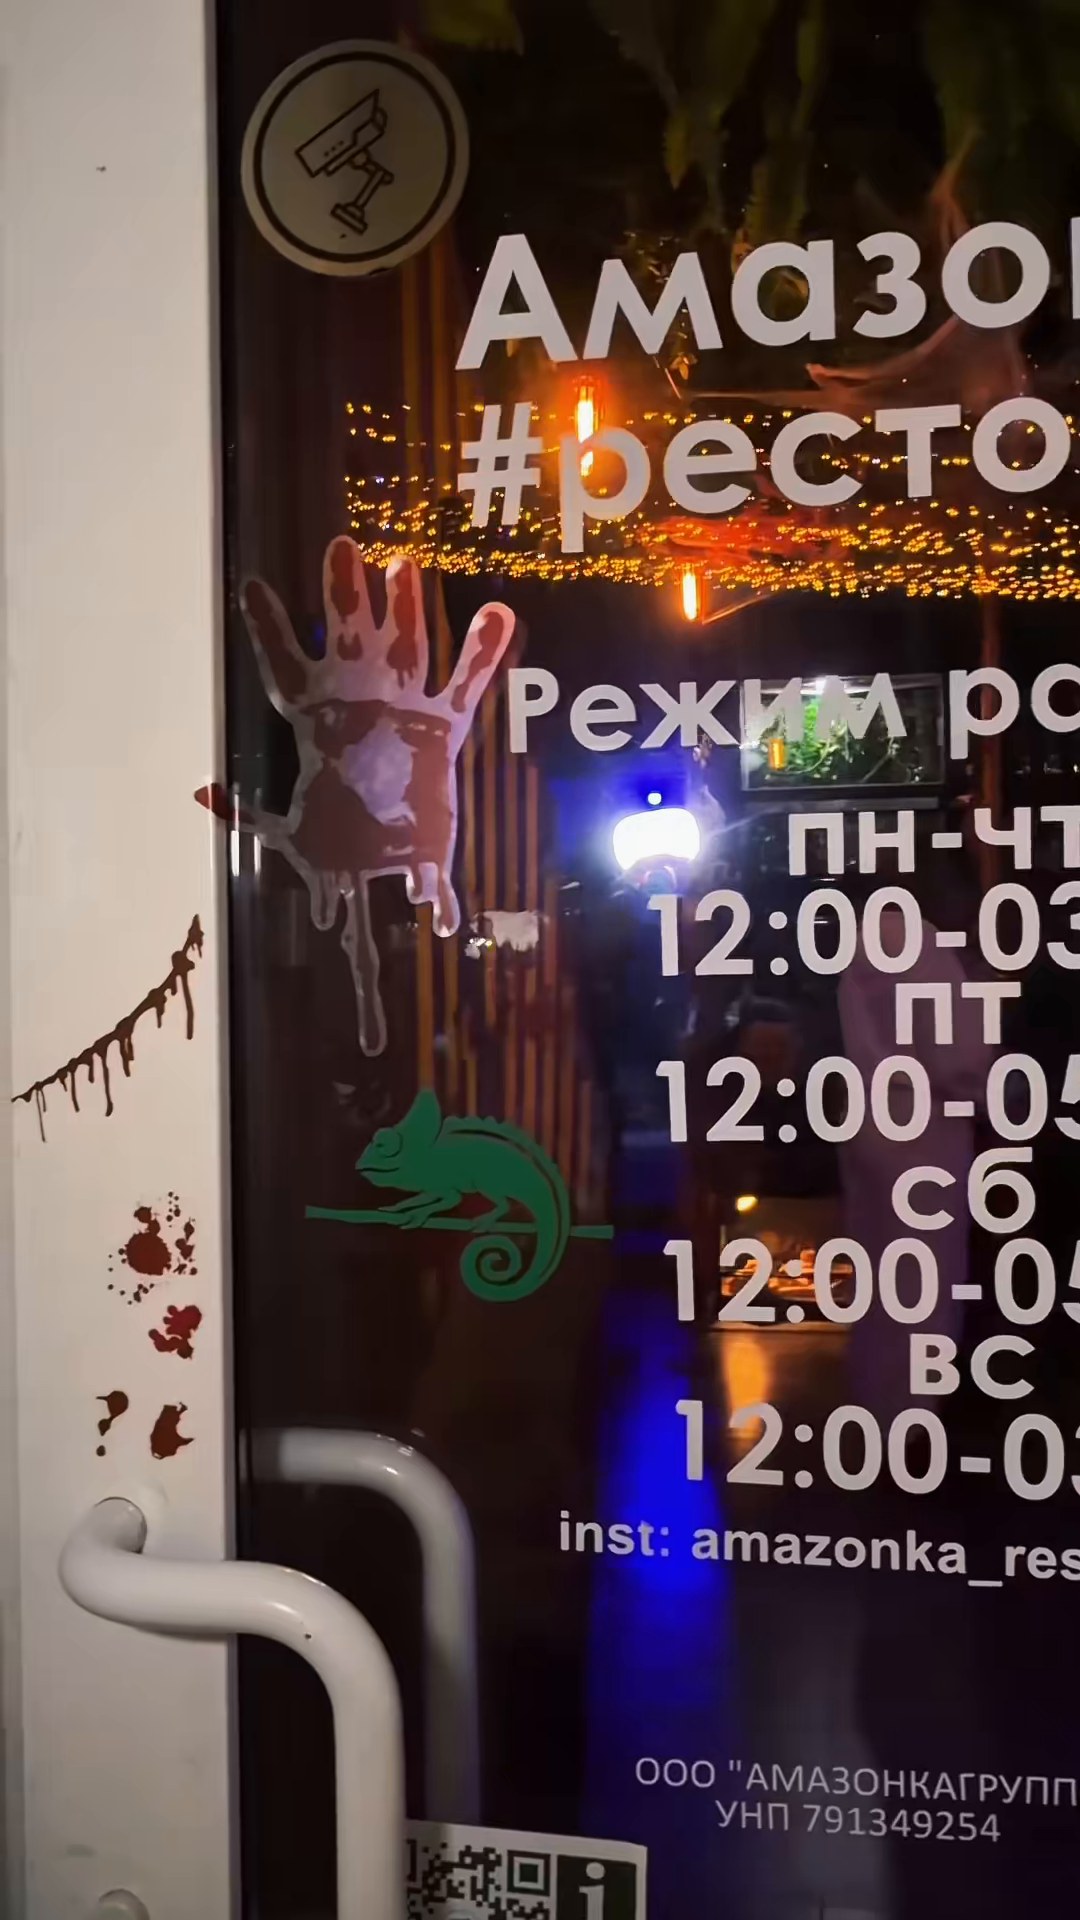 Амазо
#ресто
Режим ра
пн-чт
12:00-03
пт
12:00-05
сб
12:00-05
вс
12:00-03
inst: amazonka_res
ООО "АМАЗОНКАГРУПП
УНП 791349254
i